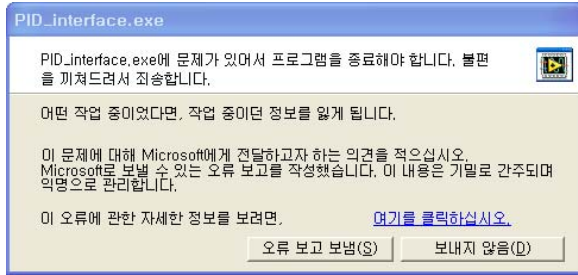 PID_interface.exe
PID_interface.exe에 문제가 있어서 프로그램을 종료해야 합니다. 불편
을 끼쳐드려서 죄송합니다.
어떤 작업 중이었다면, 작업 중이던 정보를 잃게 됩니다.
이 문제에 대해 Microsoft에게 전달하고자 하는 의견을 적으십시오.
Microsoft로 보낼 수 있는 오류 보고를 작성했습니다. 이 내용은 기밀로 간주되며
익명으로 관리합니다.
이 오류에 관한 자세한 정보를 보려면, 여기를 클릭하십시오.
오류 보고 보냄(S) 보내지 않음(D)